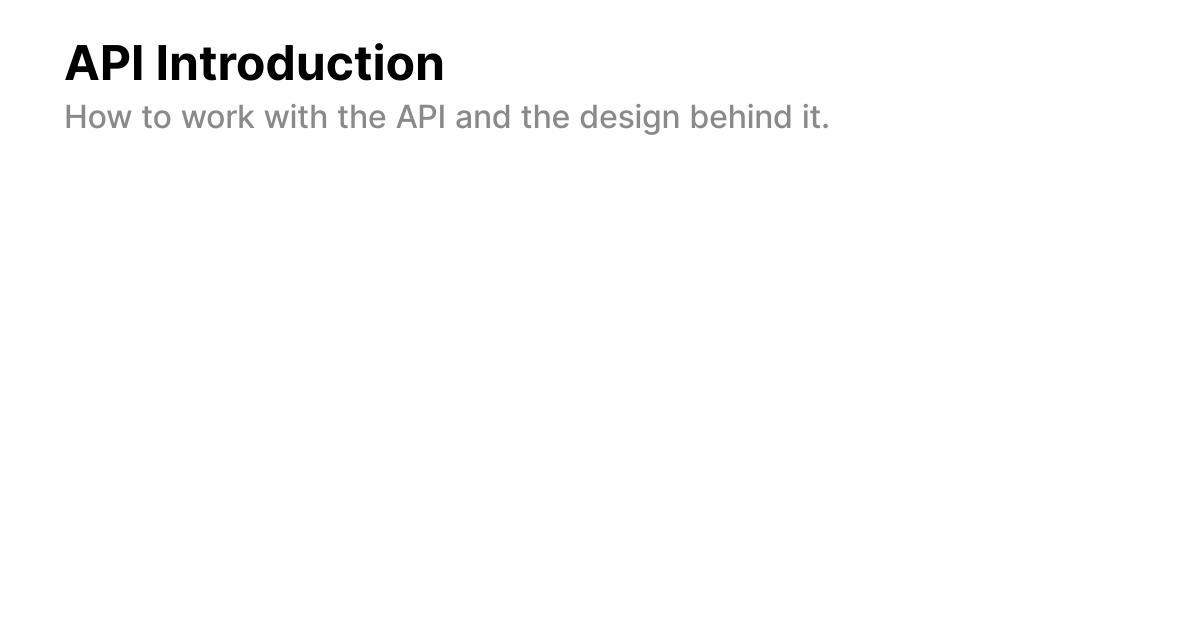 API Introduction
How to work with the API and the design behind it.